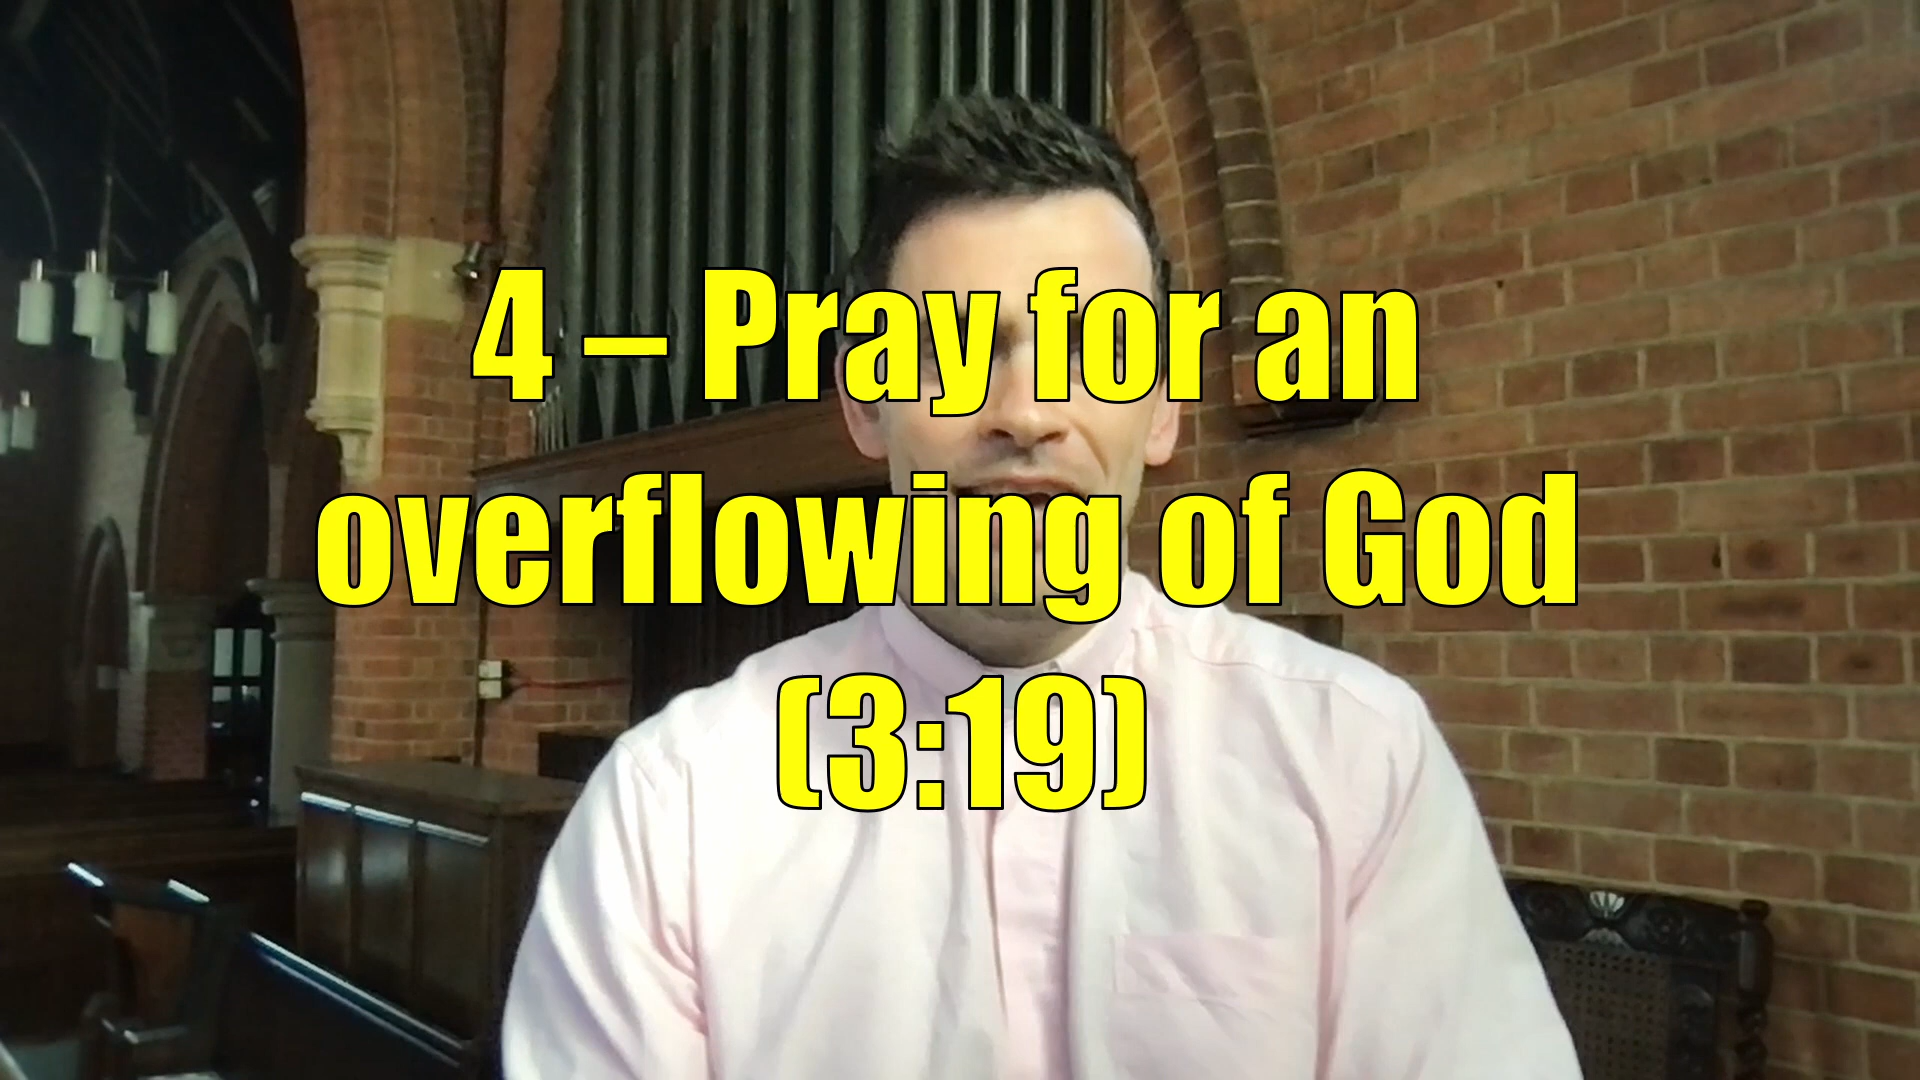 4 – Pray for an
overflowing of God
(3:19)